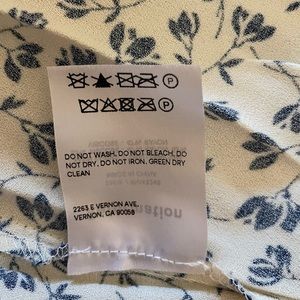 P
P
DO NOT WASH. DO NOT BLEACH. DO
NOT DRY. DO NOT IRON. GREEN DRY
CLEAN
2263 E VERNON AVE.
VERNON, CA 90058